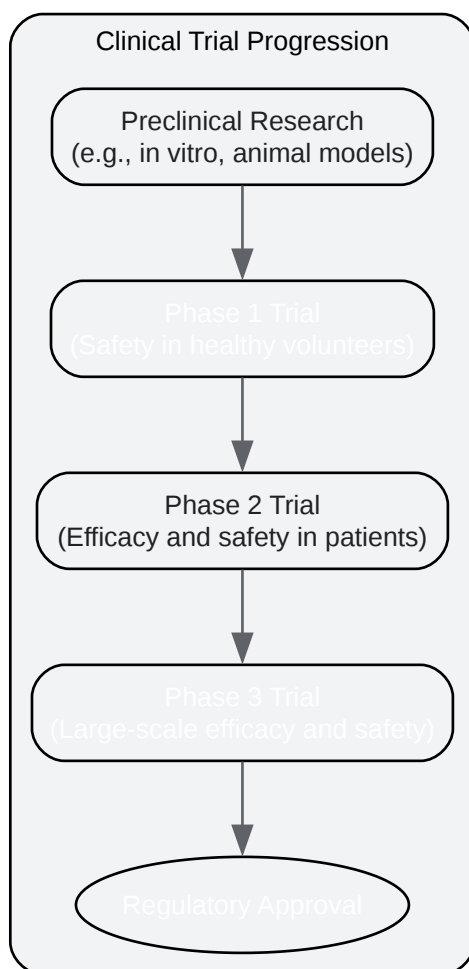 Clinical Trial Progression
Preclinical Research
(e.g., in vitro, animal models)
Phase 1 Trial
(Safety in healthy volunteers)
Phase 2 Trial
(Efficacy and safety in patients)
Phase 3 Trial
(Large-scale efficacy and safety)
Regulatory Approval